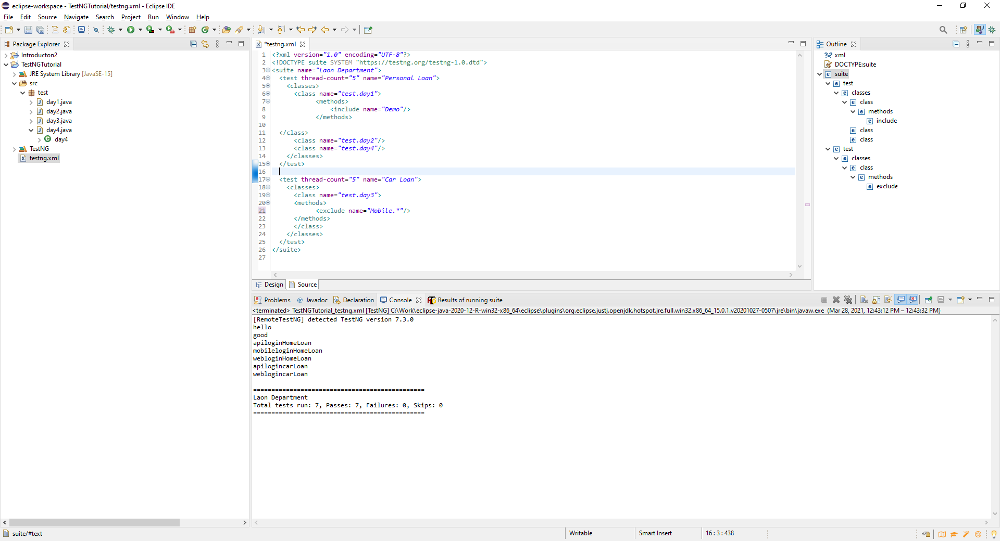 eclipse-workspace - TestNGTutorial/testng.xml - Eclipse IDE
File Edit Source Navigate Search Project Run Window Help
Package Explorer
Introducton2
TestNGTutorial
JRE System Library [JavaSE-15]
src
test
day1.java
day2.java
day3.java
day4.java
day4
TestNG
testng.xml
*testng.xml
1 <?xml version="1.0" encoding="UTF-8"?>
2 <!DOCTYPE suite SYSTEM "https://testng.org/testng-1.0.dtd">
3 <suite name="Laon Department">
4 <test thread-count="5" name="Personal Loan">
5 <classes>
6 <class name="test.day1">
7 <methods>
8 <include name="Demo"/>
9 </methods>
10
11 </class>
12 <class name="test.day2"/>
13 <class name="test.day4"/>
14 </classes>
15 </test>
16
17 <test thread-count="5" name="Car Loan">
18 <classes>
19 <class name="test.day3">
20 <methods>
21 <exclude name="Mobile.*"/>
22 </methods>
23 </class>
24 </classes>
25 </test>
26 </suite>
27
Design Source
Outline
?-? xml
DOCTYPE:suite
suite
test
classes
class
methods
include
class
class
test
classes
class
methods
exclude
Problems @ Javadoc Declaration Console Results of running suite
<terminated> TestNGTutorial_testng.xml [TestNG] C:\Work\eclipse-java-2020-12-R-win32-x86_64\eclipse\plugins\org.eclipse.justj.openjdk.hotspot.jre.full.win32.x86_64_15.0.1.v20201027-0507\jre\bin\javaw.exe (Mar 28, 2021, 12:43:12 PM – 12:43:32 PM)
[RemoteTestNG] detected TestNG version 7.3.0
hello
good
apiloginHomeLoan
mobileloginHomeLoan
webloginHomeLoan
apilogincarLoan
weblogincarLoan
===============================================
Laon Department
Total tests run: 7, Passes: 7, Failures: 0, Skips: 0
===============================================
suite/#text
Writable
Smart Insert
16 : 3 : 438